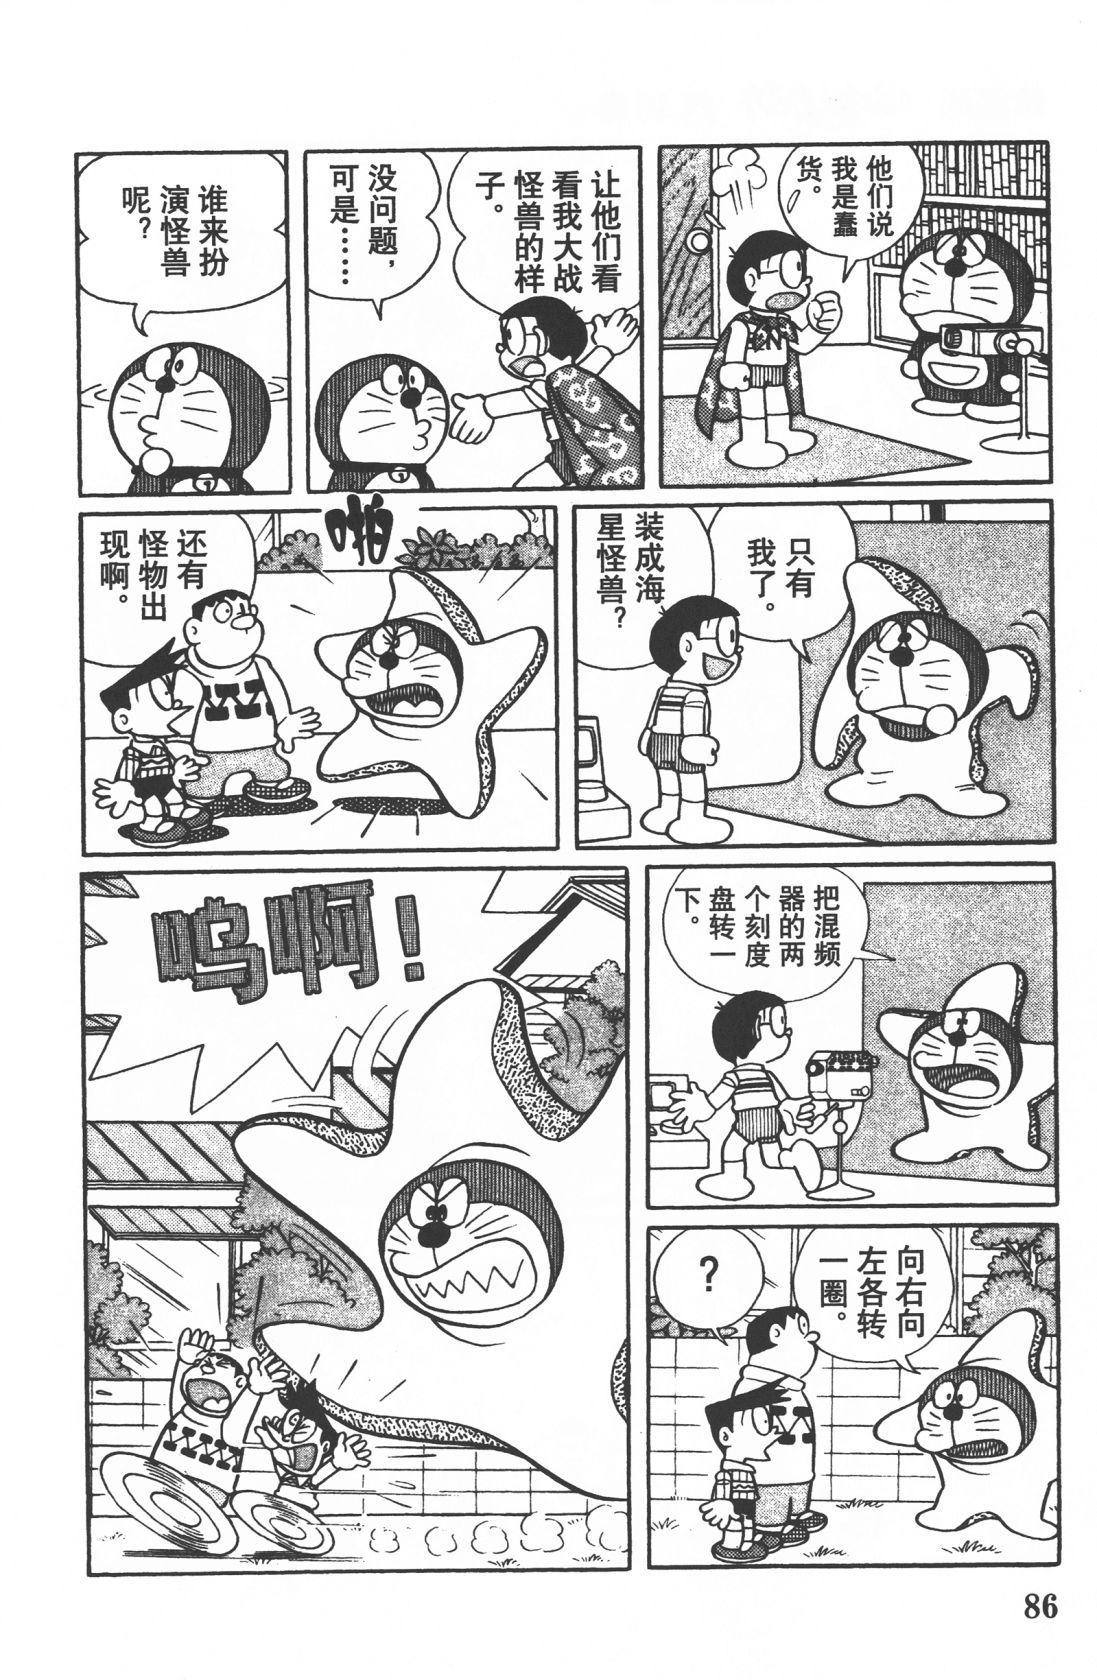 他们说
我是蠢
货。
让他们看
看我大战
怪兽的样
子。
没问题，
可是……
谁来扮
演怪兽
呢？
只有
我了。
装成海
星怪兽？
啪
还有
怪物出
现啊。
把混频
器的两
个刻度
盘转一
下。
向右向
左各转
一圈。
？
呜啊！
86